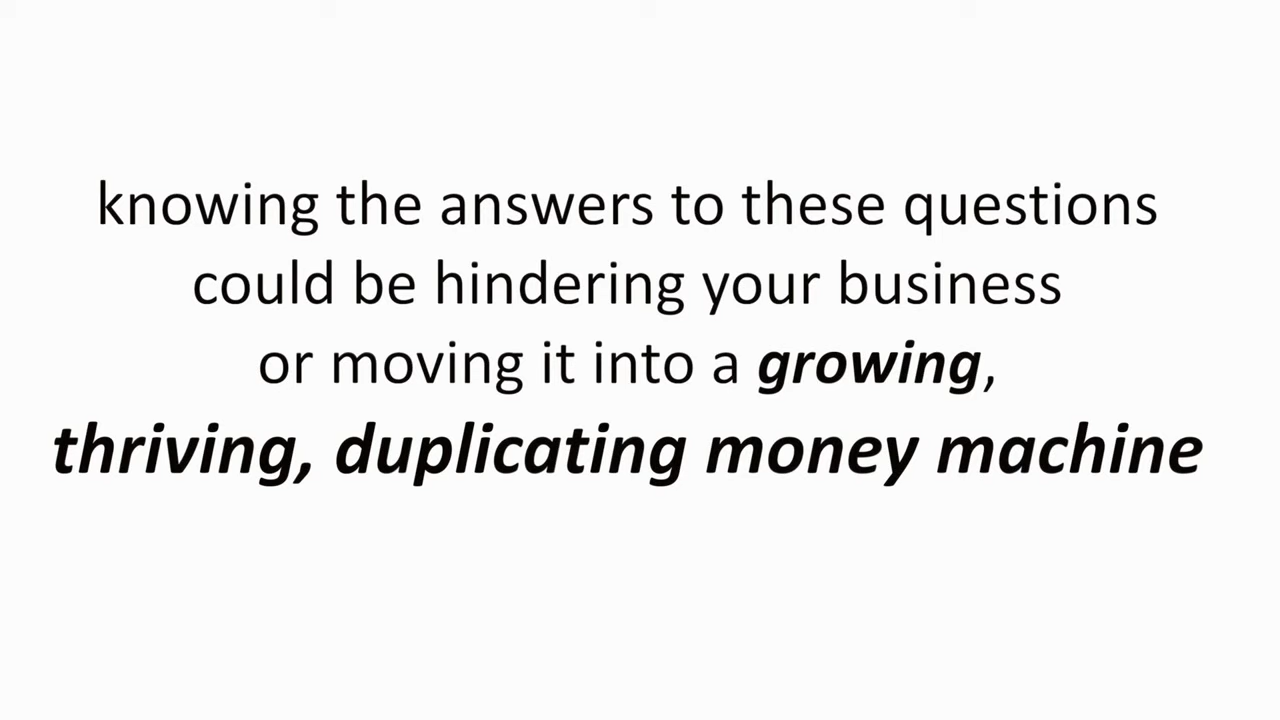 knowing the answers to these questions
could be hindering your business
or moving it into a growing,
thriving, duplicating money machine